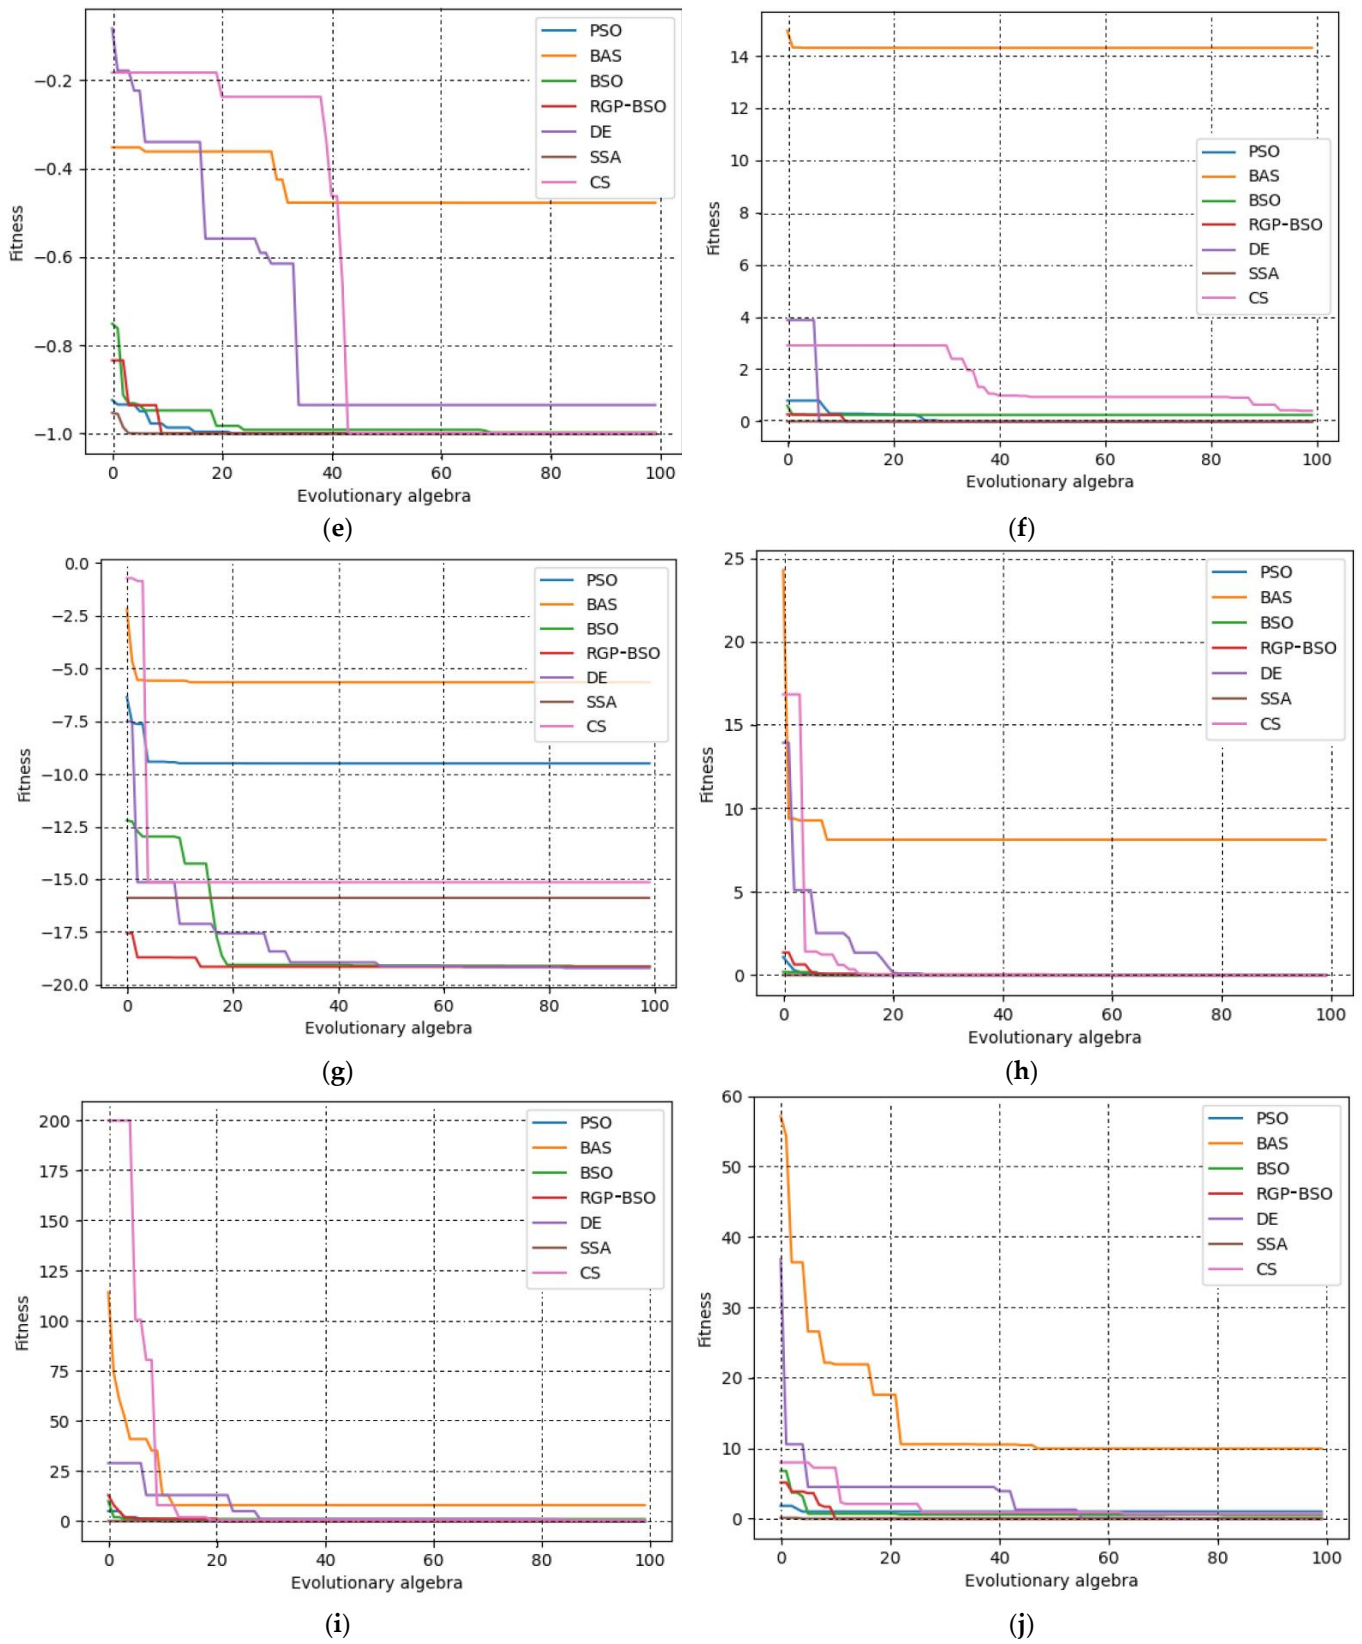 PSO
BAS
BSO
RGP-BSO
DE
SSA
CS
−0.2
−0.4
−0.6
−0.8
−1.0
0 20 40 60 80 100
Fitness
Evolutionary algebra
(e)
PSO
BAS
BSO
RGP-BSO
DE
SSA
CS
14
12
10
8
6
4
2
0
0 20 40 60 80 100
Fitness
Evolutionary algebra
(f)
PSO
BAS
BSO
RGP-BSO
DE
SSA
CS
0.0
−2.5
−5.0
−7.5
−10.0
−12.5
−15.0
−17.5
−20.0
0 20 40 60 80 100
Fitness
Evolutionary algebra
(g)
PSO
BAS
BSO
RGP-BSO
DE
SSA
CS
25
20
15
10
5
0
0 20 40 60 80 100
Fitness
Evolutionary algebra
(h)
PSO
BAS
BSO
RGP-BSO
DE
SSA
CS
200
175
150
125
100
75
50
25
0
0 20 40 60 80 100
Fitness
Evolutionary algebra
(i)
PSO
BAS
BSO
RGP-BSO
DE
SSA
CS
60
50
40
30
20
10
0
0 20 40 60 80 100
Fitness
Evolutionary algebra
(j)